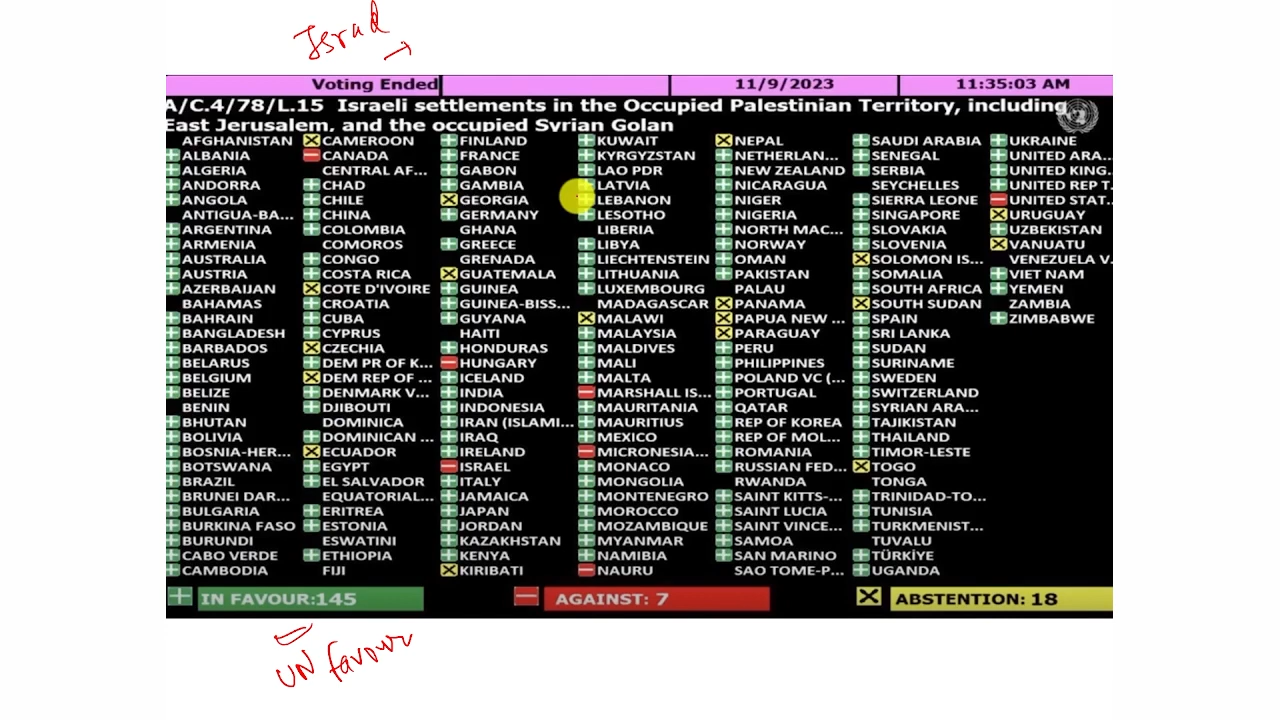 Israel
Voting Ended 11/9/2023 11:35:03 AM
A/C.4/78/L.15 Israeli settlements in the Occupied Palestinian Territory, including
East Jerusalem, and the occupied Syrian Golan
AFGHANISTAN CAMEROON FINLAND KUWAIT NEPAL SAUDI ARABIA UKRAINE
ALBANIA CANADA FRANCE KYRGYZSTAN NETHERLAN... SENEGAL UNITED ARA...
ALGERIA CENTRAL AF... GABON LAO PDR NEW ZEALAND SERBIA UNITED KING...
ANDORRA CHAD GAMBIA LATVIA NICARAGUA SEYCHELLES UNITED REP T...
ANGOLA CHILE GEORGIA LEBANON NIGER SIERRA LEONE UNITED STAT...
ANTIGUA-BA... CHINA GERMANY LESOTHO NIGERIA SINGAPORE URUGUAY
ARGENTINA COLOMBIA GHANA LIBERIA NORTH MAC... SLOVAKIA UZBEKISTAN
ARMENIA COMOROS GREECE LIBYA NORWAY SLOVENIA VANUATU
AUSTRALIA CONGO GRENADA LIECHTENSTEIN OMAN SOLOMON IS... VENEZUELA V...
AUSTRIA COSTA RICA GUATEMALA LITHUANIA PAKISTAN SOMALIA VIET NAM
AZERBAIJAN COTE D'IVOIRE GUINEA LUXEMBOURG PALAU SOUTH AFRICA YEMEN
BAHAMAS CROATIA GUINEA-BISS... MADAGASCAR PANAMA SOUTH SUDAN ZAMBIA
BAHRAIN CUBA GUYANA MALAWI PAPUA NEW ... SPAIN ZIMBABWE
BANGLADESH CYPRUS HAITI MALAYSIA PARAGUAY SRI LANKA
BARBADOS CZECHIA HONDURAS MALDIVES PERU SUDAN
BELARUS DEM PR OF K... HUNGARY MALI PHILIPPINES SURINAME
BELGIUM DEM REP OF ... ICELAND MALTA POLAND VC (... SWEDEN
BELIZE DENMARK V... INDIA MARSHALL IS... PORTUGAL SWITZERLAND
BENIN DJIBOUTI INDONESIA MAURITANIA QATAR SYRIAN ARA...
BHUTAN DOMINICA IRAN (ISLAMI... MAURITIUS REP OF KOREA TAJIKISTAN
BOLIVIA DOMINICAN ... IRAQ MEXICO REP OF MOL... THAILAND
BOSNIA-HER... ECUADOR IRELAND MICRONESIA... ROMANIA TIMOR-LESTE
BOTSWANA EGYPT ISRAEL MONACO RUSSIAN FED... TOGO
BRAZIL EL SALVADOR ITALY MONGOLIA RWANDA TONGA
BRUNEI DAR... EQUATORIAL... JAMAICA MONTENEGRO SAINT KITTS-... TRINIDAD-TO...
BULGARIA ERITREA JAPAN MOROCCO SAINT LUCIA TUNISIA
BURKINA FASO ESTONIA JORDAN MOZAMBIQUE SAINT VINCE... TURKMENIST...
BURUNDI ESWATINI KAZAKHSTAN MYANMAR SAMOA TUVALU
CABO VERDE ETHIOPIA KENYA NAMIBIA SAN MARINO TÜRKİYE
CAMBODIA FIJI KIRIBATI NAURU SAO TOME-P... UGANDA
IN FAVOUR:145 AGAINST: 7 ABSTENTION: 18
UN favour